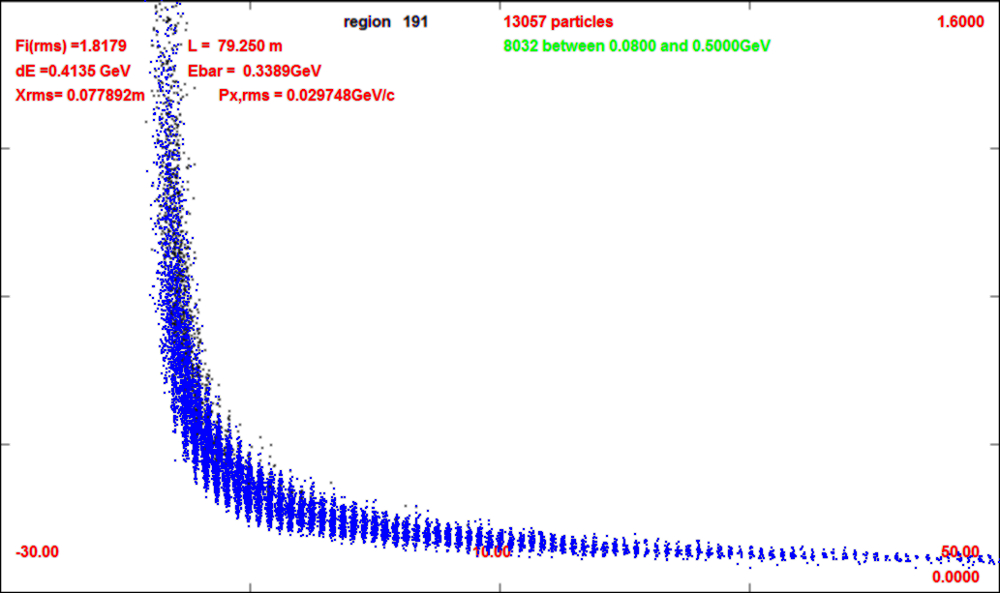 region 191 13057 particles 1.6000
Fi(rms) =1.8179 L = 79.250 m 8032 between 0.0800 and 0.5000GeV
dE =0.4135 GeV Ebar = 0.3389GeV
Xrms= 0.077892m Px,rms = 0.029748GeV/c
-30.00 10.00 50.00
0.0000